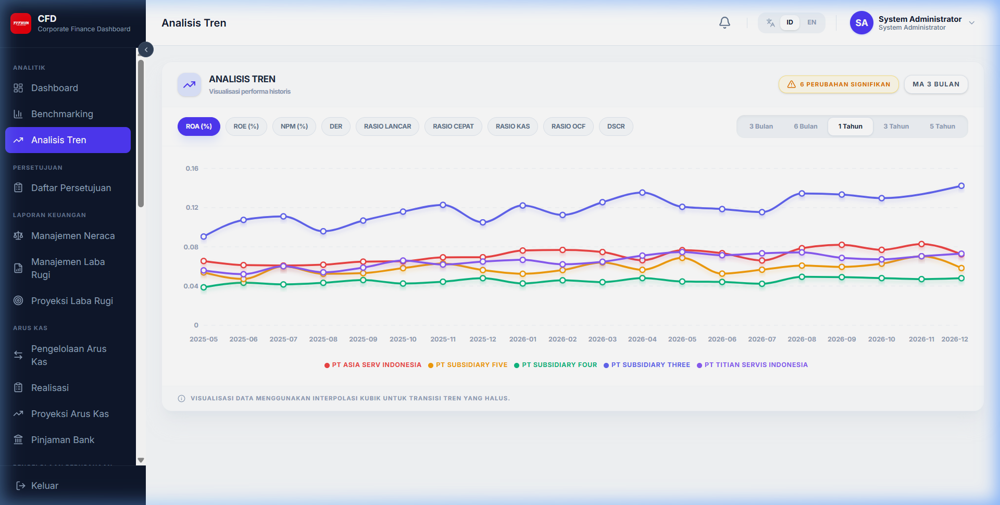 TITIAN
CFD
Corporate Finance Dashboard
ANALITIK
Dashboard
Benchmarking
Analisis Tren
PERSETUJUAN
Daftar Persetujuan
LAPORAN KEUANGAN
Manajemen Neraca
Manajemen Laba
Rugi
Proyeksi Laba Rugi
ARUS KAS
Pengelolaan Arus
Kas
Realisasi
Proyeksi Arus Kas
Pinjaman Bank
Keluar
Analisis Tren
ID
EN
SA
System Administrator
System Administrator
ANALISIS TREN
Visualisasi performa historis
6 PERUBAHAN SIGNIFIKAN
MA 3 BULAN
ROA (%)
ROE (%)
NPM (%)
DER
RASIO LANCAR
RASIO CEPAT
RASIO KAS
RASIO OCF
DSCR
3 Bulan
6 Bulan
1 Tahun
3 Tahun
5 Tahun
0.16
0.12
0.08
0.04
0
2025-05 2025-06 2025-07 2025-08 2025-09 2025-10 2025-11 2025-12 2026-01 2026-02 2026-03 2026-04 2026-05 2026-06 2026-07 2026-08 2026-09 2026-10 2026-11 2026-12
PT ASIA SERV INDONESIA PT SUBSIDIARY FIVE PT SUBSIDIARY FOUR PT SUBSIDIARY THREE PT TITIAN SERVIS INDONESIA
VISUALISASI DATA MENGGUNAKAN INTERPOLASI KUBIK UNTUK TRANSISI TREN YANG HALUS.